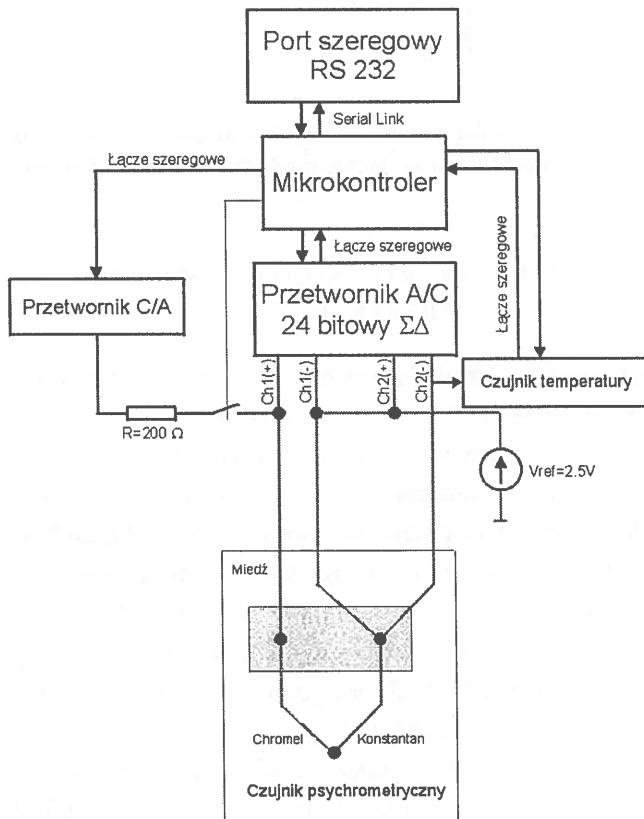 Port szeregowy
RS 232
Serial Link
Łącze szeregowe
Mikrokontroler
Łącze szeregowe
Łącze szeregowe
Przetwornik C/A
Przetwornik A/C
24 bitowy ΣΔ
Ch1(+)
Ch1(-)
Ch2(+)
Ch2(-)
Czujnik temperatury
R=200 Ω
Vref=2.5V
Miedź
Chromel
Konstantan
Czujnik psychrometryczny